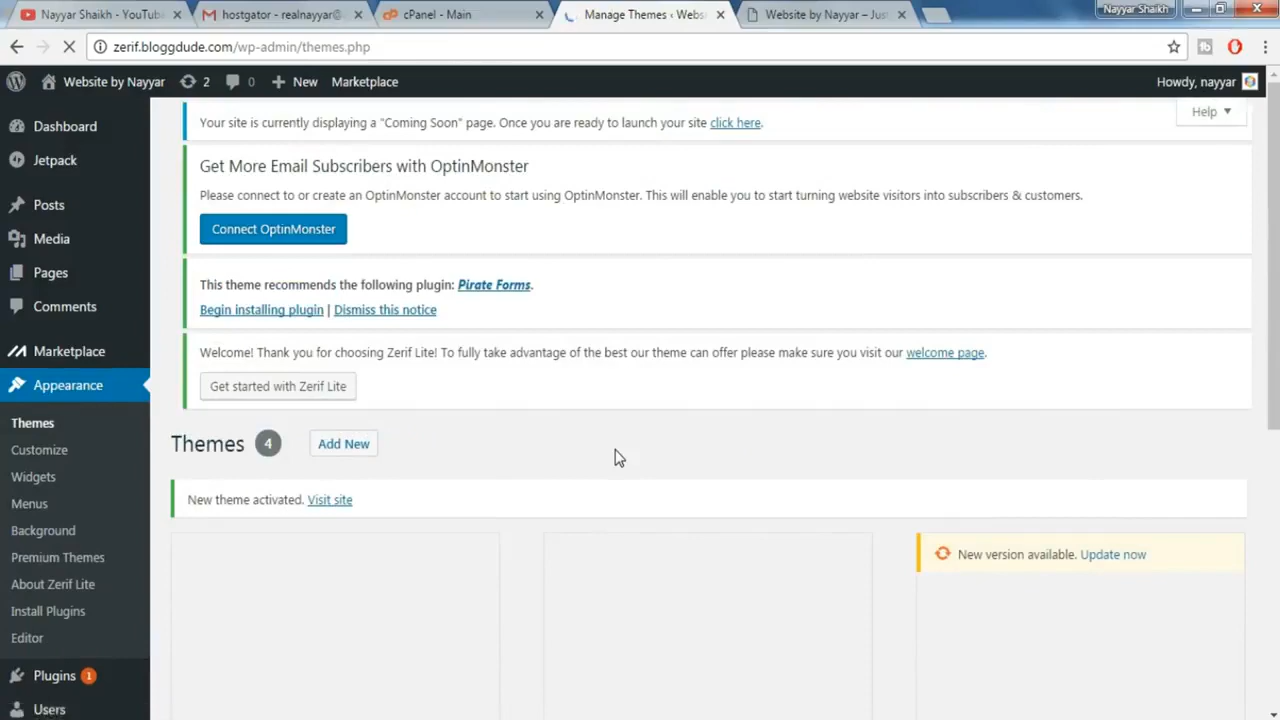 Nayyar Shaikh - YouTube
hostgator - realnayyar@
cPanel - Main
Manage Themes ‹ Webs
Website by Nayyar – Just
Nayyar Shaikh
zerif.bloggdude.com/wp-admin/themes.php
Website by Nayyar
2
0
New
Marketplace
Howdy, nayyar
Dashboard
Jetpack
Posts
Media
Pages
Comments
Marketplace
Appearance
Themes
Customize
Widgets
Menus
Background
Premium Themes
About Zerif Lite
Install Plugins
Editor
Plugins 1
Users
Help
Your site is currently displaying a "Coming Soon" page. Once you are ready to launch your site click here.
Get More Email Subscribers with OptinMonster
Please connect to or create an OptinMonster account to start using OptinMonster. This will enable you to start turning website visitors into subscribers & customers.
Connect OptinMonster
This theme recommends the following plugin: Pirate Forms.
Begin installing plugin | Dismiss this notice
Welcome! Thank you for choosing Zerif Lite! To fully take advantage of the best our theme can offer please make sure you visit our welcome page.
Get started with Zerif Lite
Themes 4 Add New
New theme activated. Visit site
New version available. Update now